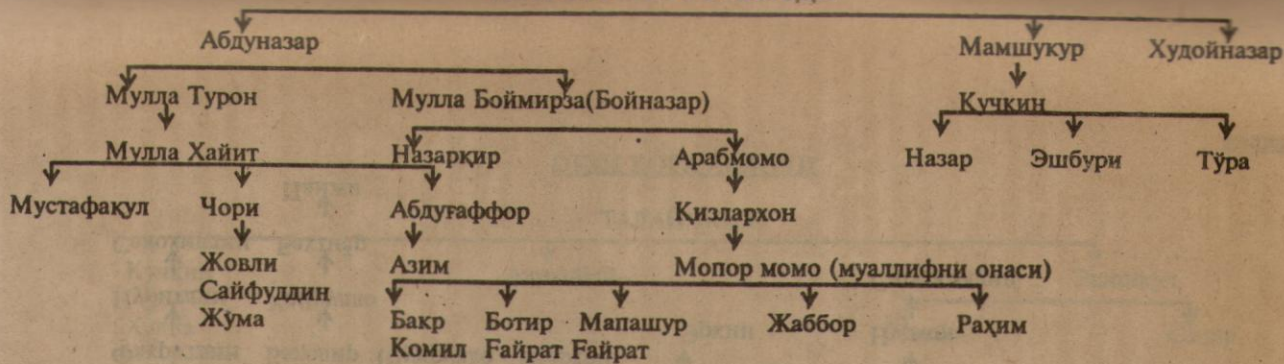 Абдуназар Мамшукур Худойназар
Мулла Турон Мулла Боймирза(Бойназар) Кучкин
Мулла Хайит Назарқир Арабмомо Назар Эшбури Тўра
Мустафақул Чори Абдуғаффор Қизлархон
Жовли Азим Мопор момо (муаллифни онаси)
Сайфуддин
Жума Бакр Ботир Мапашур Жаббор Раҳим
Комил Ғайрат Ғайрат